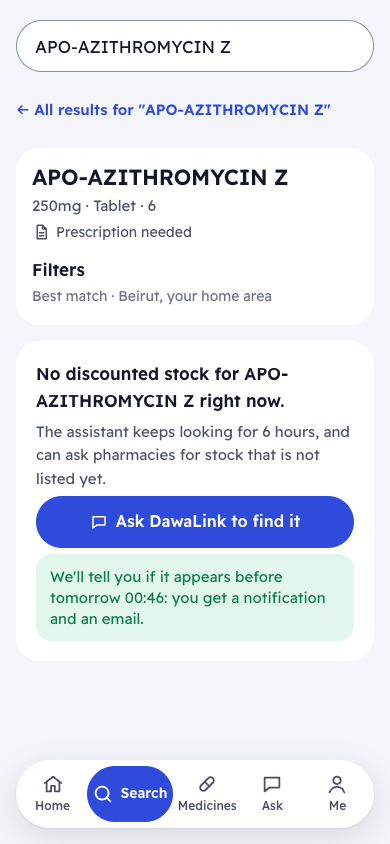 APO-AZITHROMYCIN Z
← All results for "APO-AZITHROMYCIN Z"
APO-AZITHROMYCIN Z
250mg · Tablet · 6
Prescription needed
Filters
Best match · Beirut, your home area
No discounted stock for APO-
AZITHROMYCIN Z right now.
The assistant keeps looking for 6 hours, and
can ask pharmacies for stock that is not
listed yet.
Ask DawaLink to find it
We'll tell you if it appears before
tomorrow 00:46: you get a notification
and an email.
Home
Search
Medicines
Ask
Me